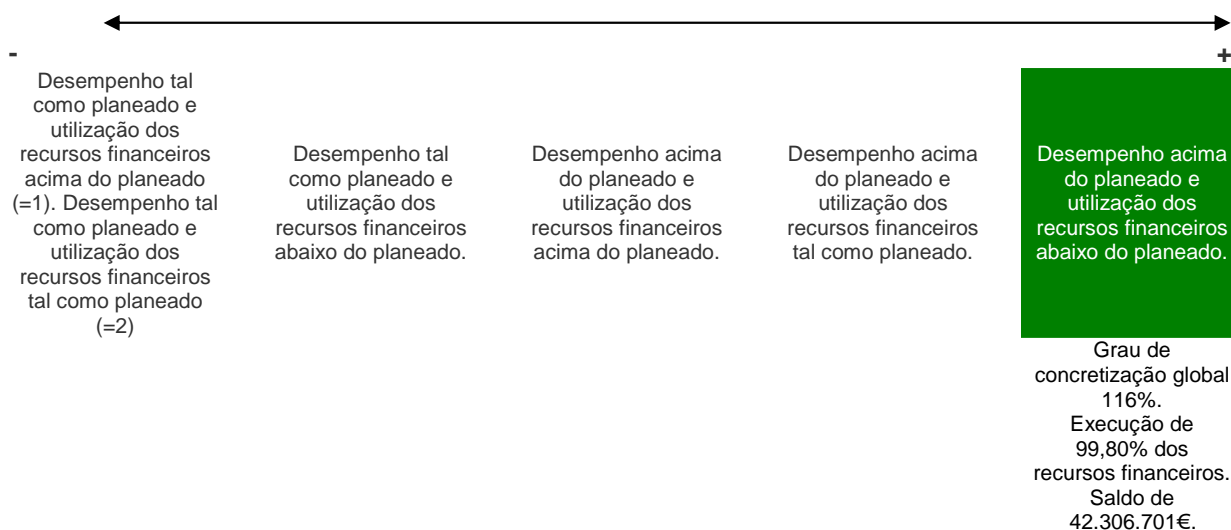 -
+
Desempenho tal
como planeado e
utilização dos
recursos financeiros
acima do planeado
(=1). Desempenho tal
como planeado e
utilização dos
recursos financeiros
tal como planeado
(=2)
Desempenho tal
como planeado e
utilização dos
recursos financeiros
abaixo do planeado.
Desempenho acima
do planeado e
utilização dos
recursos financeiros
acima do planeado.
Desempenho acima
do planeado e
utilização dos
recursos financeiros
tal como planeado.
Desempenho acima
do planeado e
utilização dos
recursos financeiros
abaixo do planeado.
Grau de
concretização global
116%.
Execução de
99,80% dos
recursos financeiros.
Saldo de
42.306.701€.